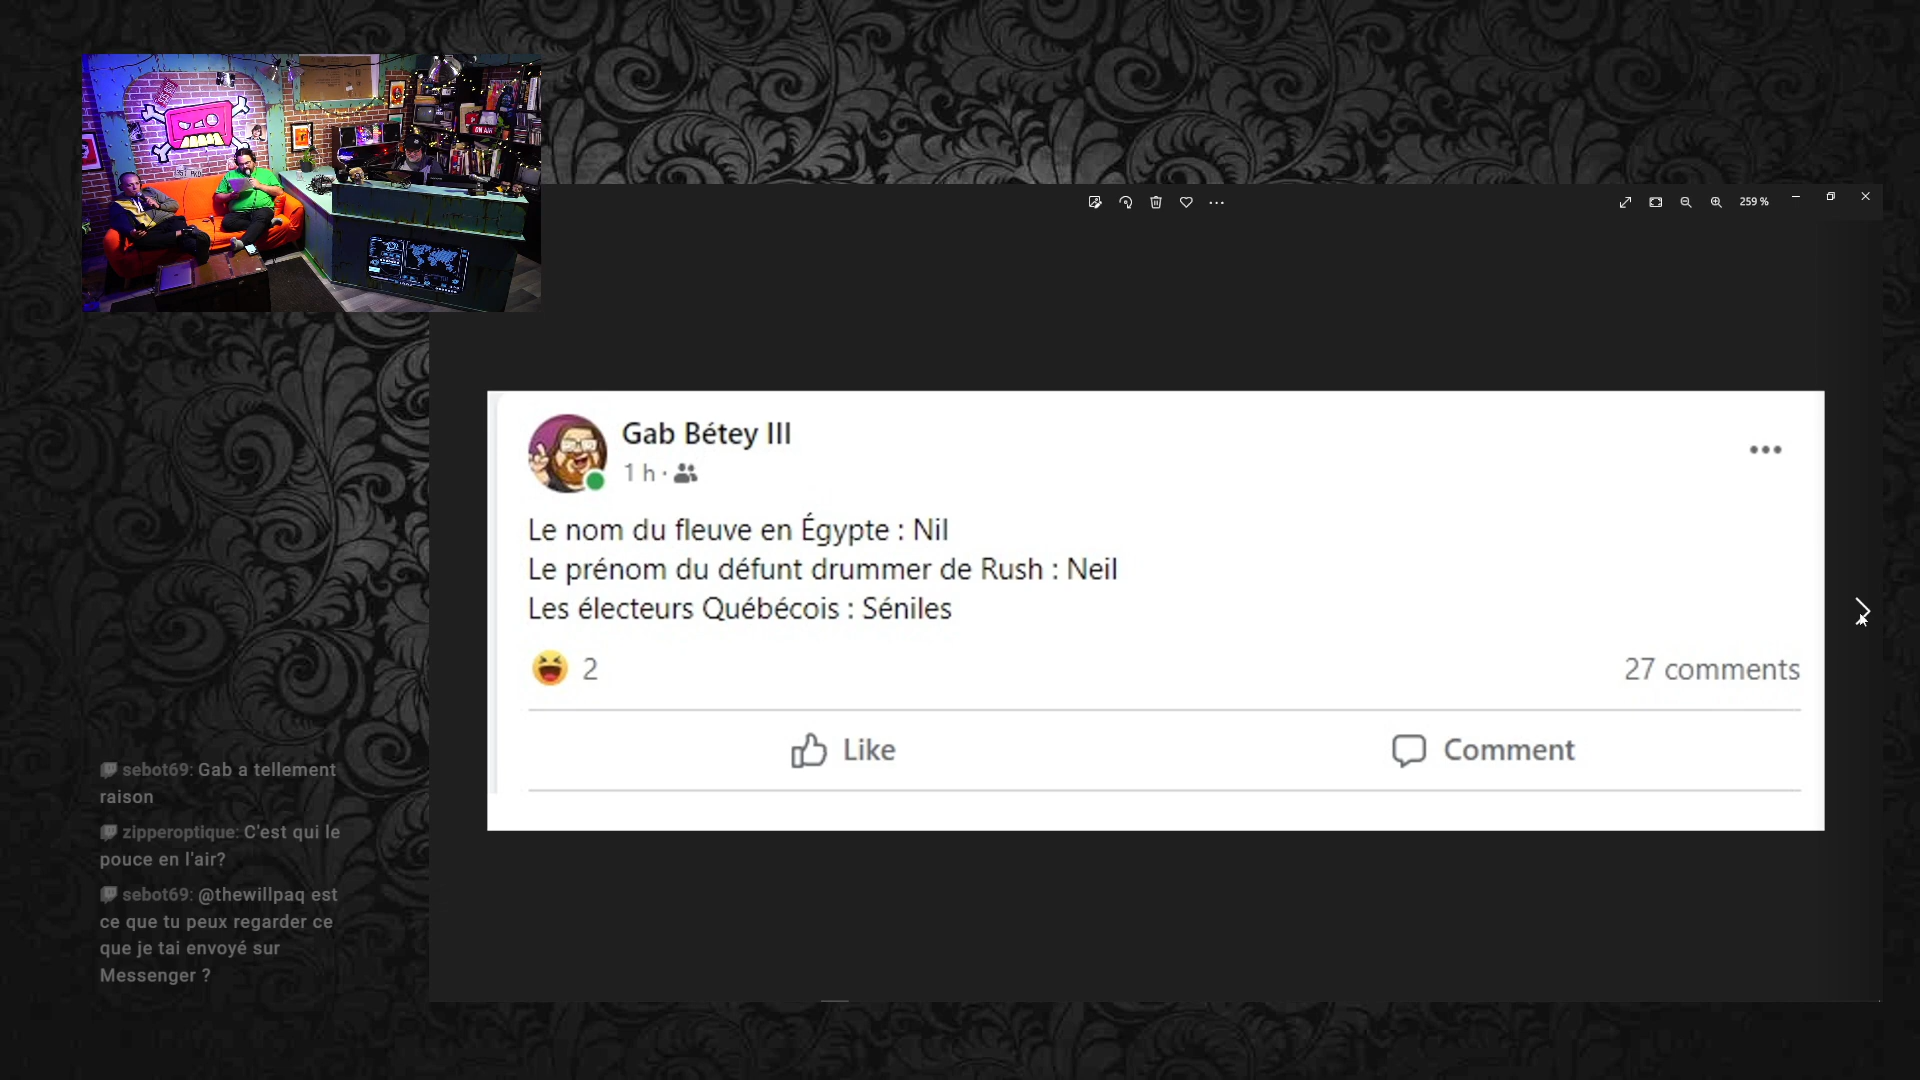 ON AIR
259 %
Gab Bétey III
1 h ·
Le nom du fleuve en Égypte : Nil
Le prénom du défunt drummer de Rush : Neil
Les électeurs Québécois : Séniles
2
27 comments
Like
Comment
sebot69: Gab a tellement
raison
zipperoptique: C'est qui le
pouce en l'air?
sebot69: @thewillpaq est
ce que tu peux regarder ce
que je tai envoyé sur
Messenger ?